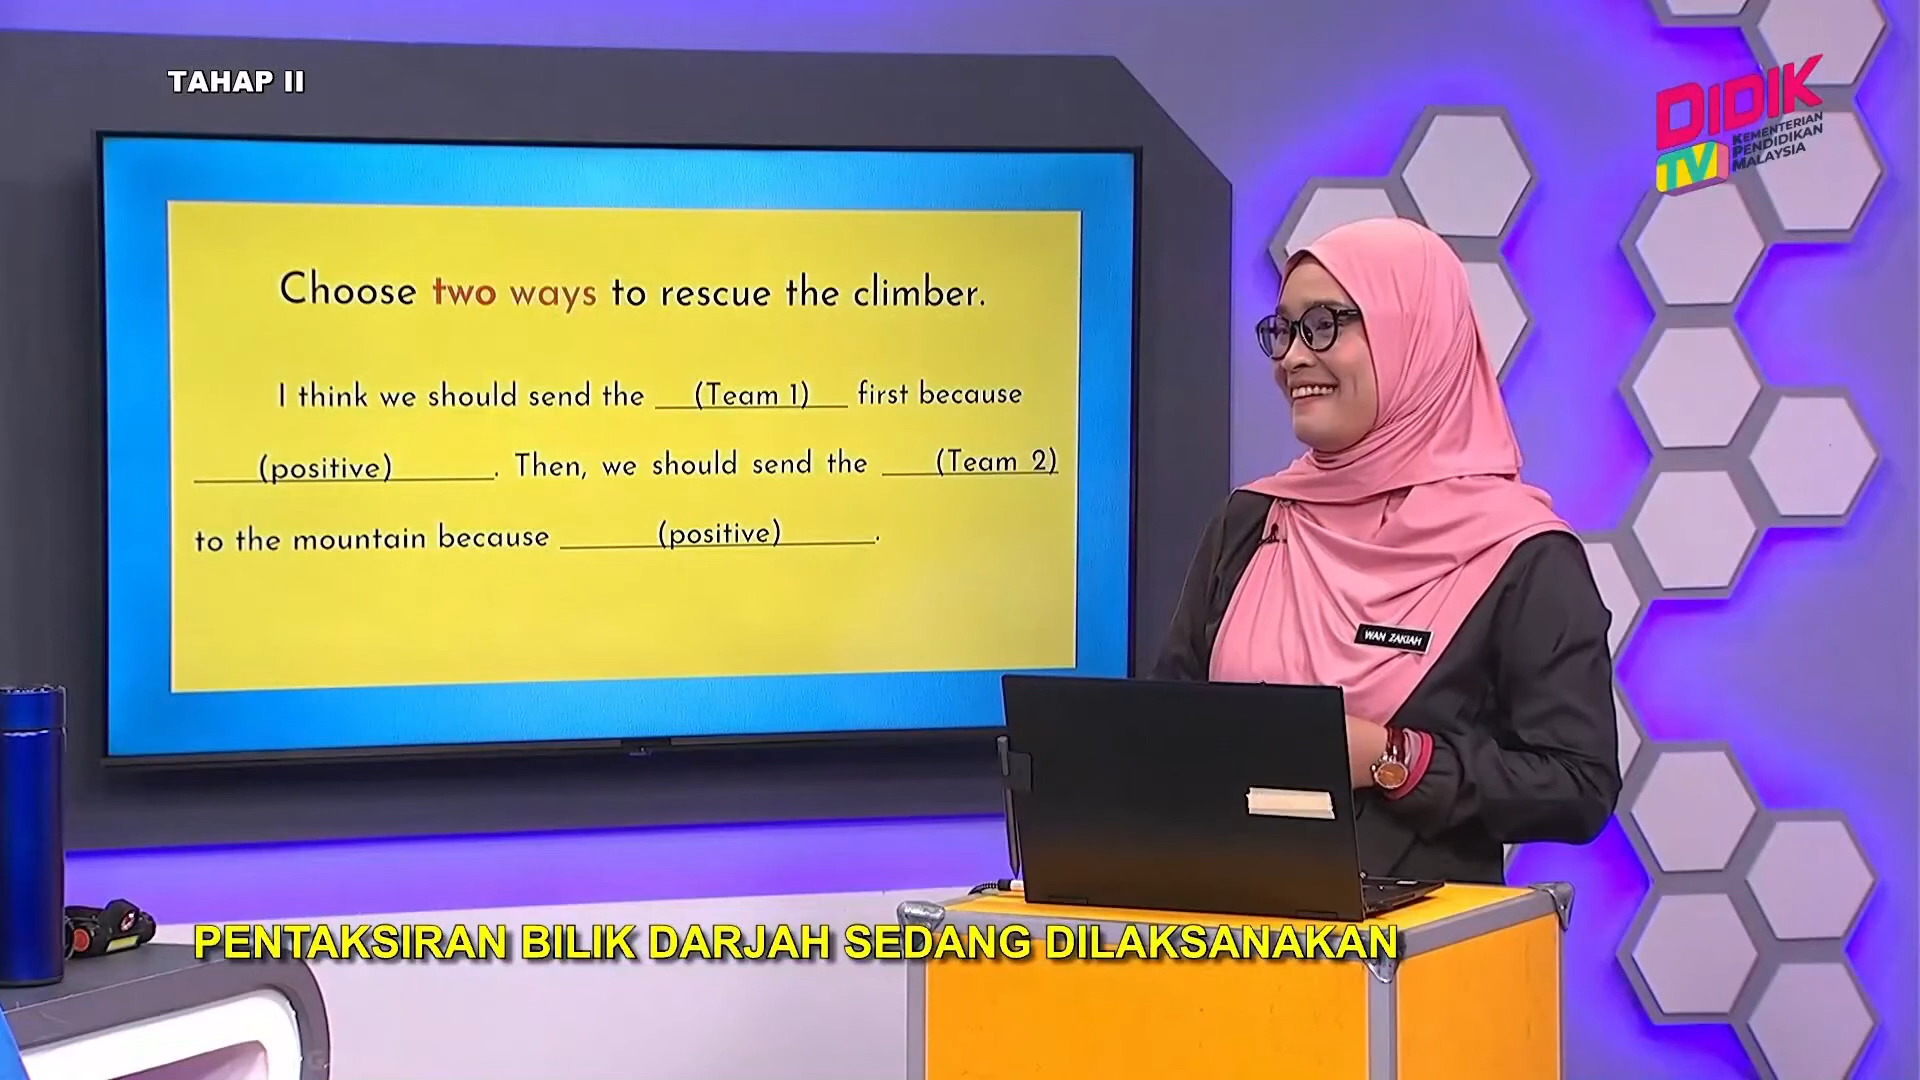 TAHAP II
DIDIK
TV
KEMENTERIAN
PENDIDIKAN
MALAYSIA
Choose two ways to rescue the climber.
I think we should send the (Team 1) first because
(positive). Then, we should send the (Team 2)
to the mountain because (positive).
WAN ZAKIAH
PENTAKSIRAN BILIK DARJAH SEDANG DILAKSANAKAN